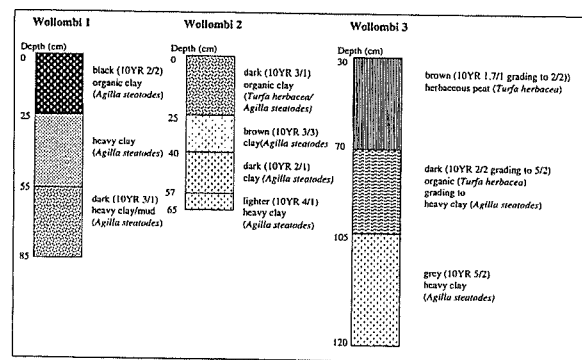 Wollombi 1
Depth (cm)
0
25
55
85
black (10YR 2/2)
organic clay
(Agilla steatodes)
heavy clay
(Agilla steatodes)
dark (10YR 3/1)
heavy clay/mud
(Agilla steatodes)
Wollombi 2
Depth (cm)
0
25
40
57
65
dark (10YR 3/1)
organic clay
(Turfa herbacea/
Agilla steatodes)
brown (10YR 3/3)
clay(Agilla steatodes
dark (10YR 2/1)
clay (Agilla steatodes)
lighter (10YR 4/1)
heavy clay
(Agilla steatodes)
Wollombi 3
Depth (cm)
30
70
105
120
brown (10YR 1.7/1 grading to 2/2))
herbaceous peat (Turfa herbacea)
dark (10YR 2/2 grading to 5/2)
organic (Turfa herbacea)
grading to
heavy clay (Agilla steatodes)
grey (10YR 5/2)
heavy clay
(Agilla steatodes)